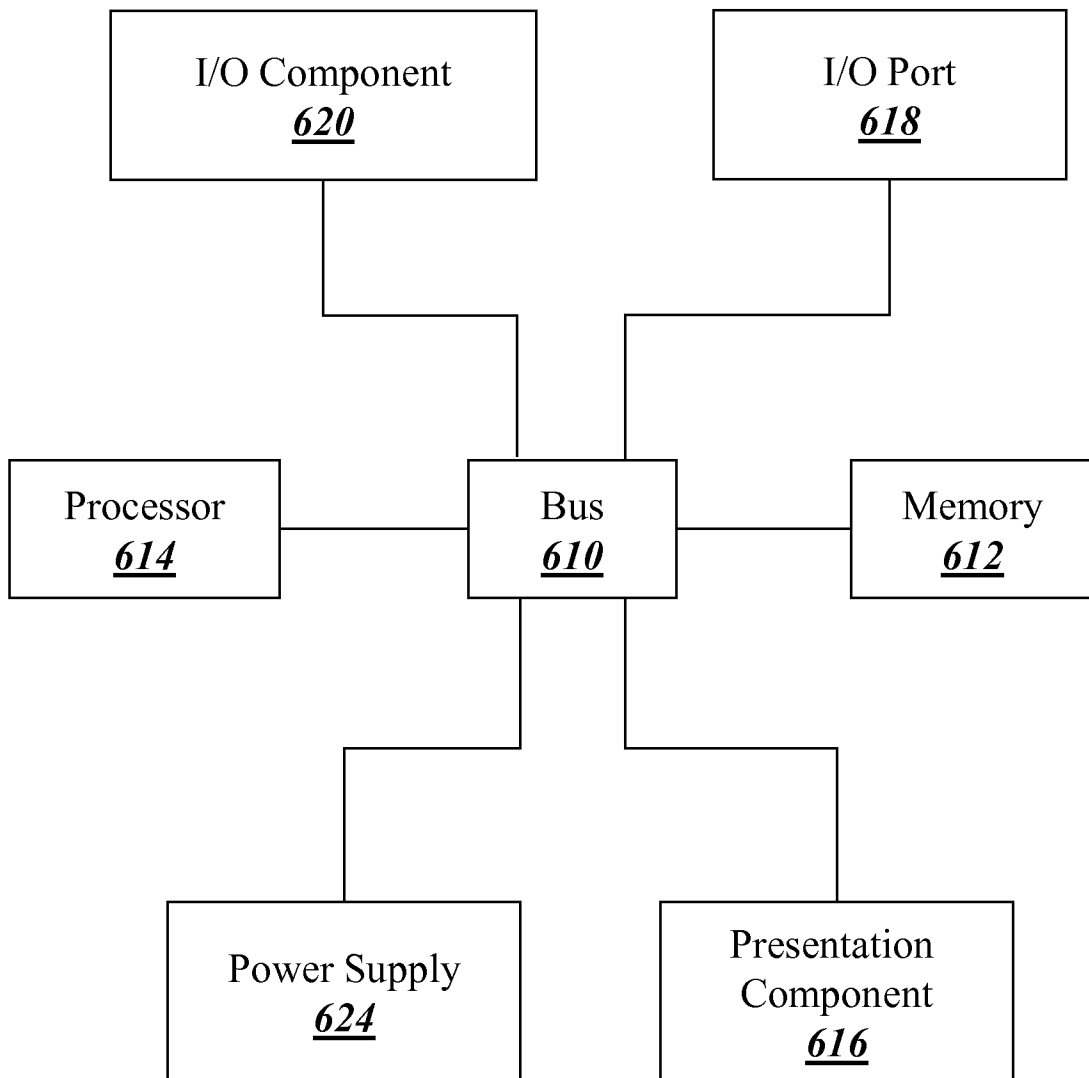 I/O Component
620
I/O Port
618
Processor
614
Bus
610
Memory
612
Power Supply
624
Presentation
Component
616